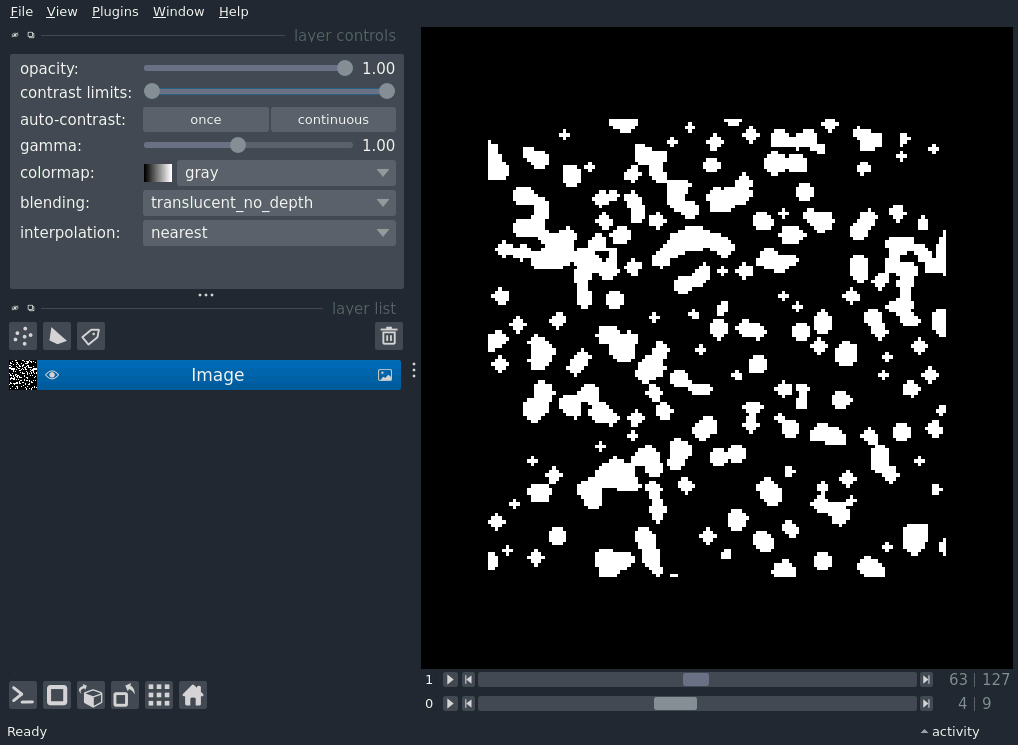 File View Plugins Window Help
layer controls
opacity: 1.00
contrast limits:
auto-contrast: once continuous
gamma: 1.00
colormap: gray
blending: translucent_no_depth
interpolation: nearest
layer list
Image
1 63 | 127
0 4 | 9
Ready activity